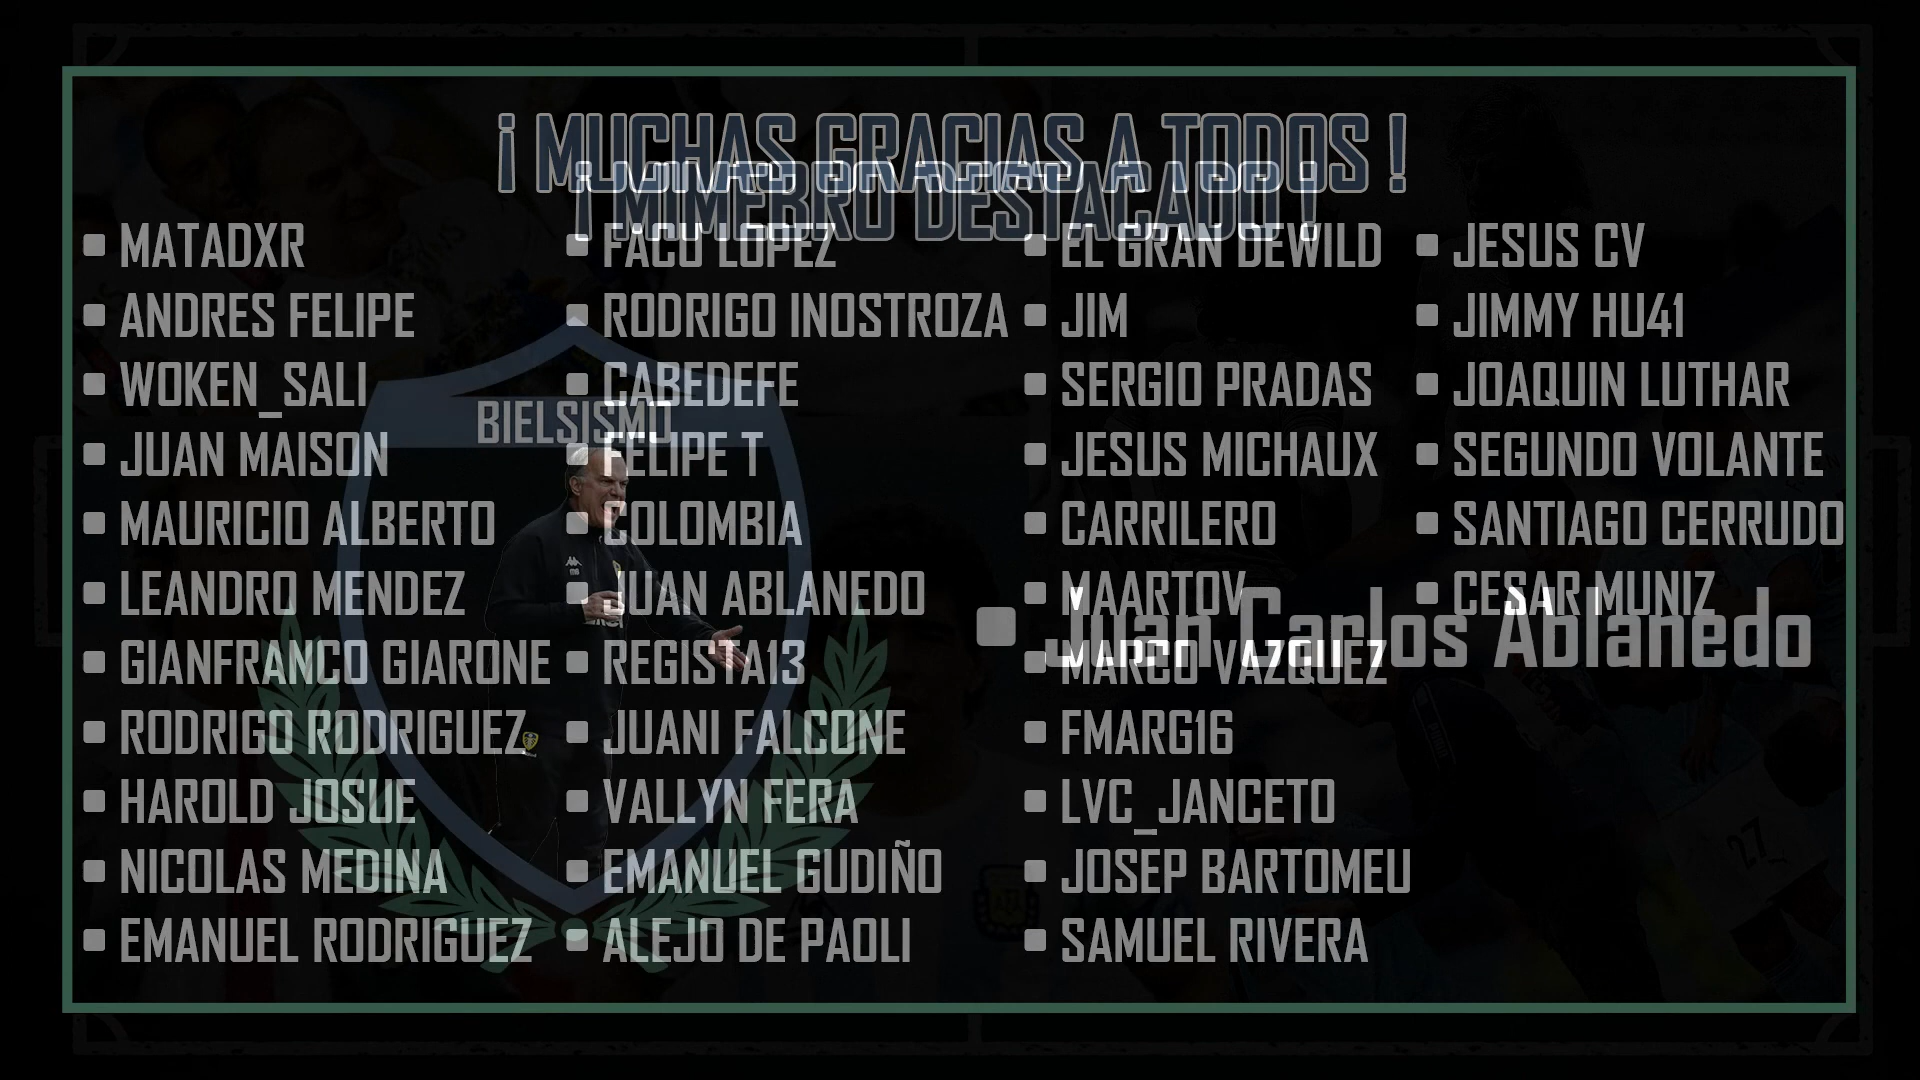 ¡ MUCHAS GRACIAS A TODOS !
¡ MIMEBRO DESTACADO !
MATADXR
ANDRES FELIPE
WOKEN_SALI
JUAN MAISON
MAURICIO ALBERTO
LEANDRO MENDEZ
GIANFRANCO GIARONE
RODRIGO RODRIGUEZ
HAROLD JOSUE
NICOLAS MEDINA
EMANUEL RODRIGUEZ
FACU LOPEZ
RODRIGO INOSTROZA
CABEDEFE
FELIPE T
COLOMBIA
JUAN ABLANEDO
REGISTA13
JUANI FALCONE
VALLYN FERA
EMANUEL GUDIÑO
ALEJO DE PAOLI
EL GRAN DEWILD
JIM
SERGIO PRADAS
JESUS MICHAUX
CARRILERO
MAARTOV
MARCO VAZQUEZ
FMARG16
LVC_JANCETO
JOSEP BARTOMEU
SAMUEL RIVERA
JESUS CV
JIMMY HU41
JOAQUIN LUTHAR
SEGUNDO VOLANTE
SANTIAGO CERRUDO
CESAR MUNIZ
BIELSISMO
Juan Carlos Ablanedo
27